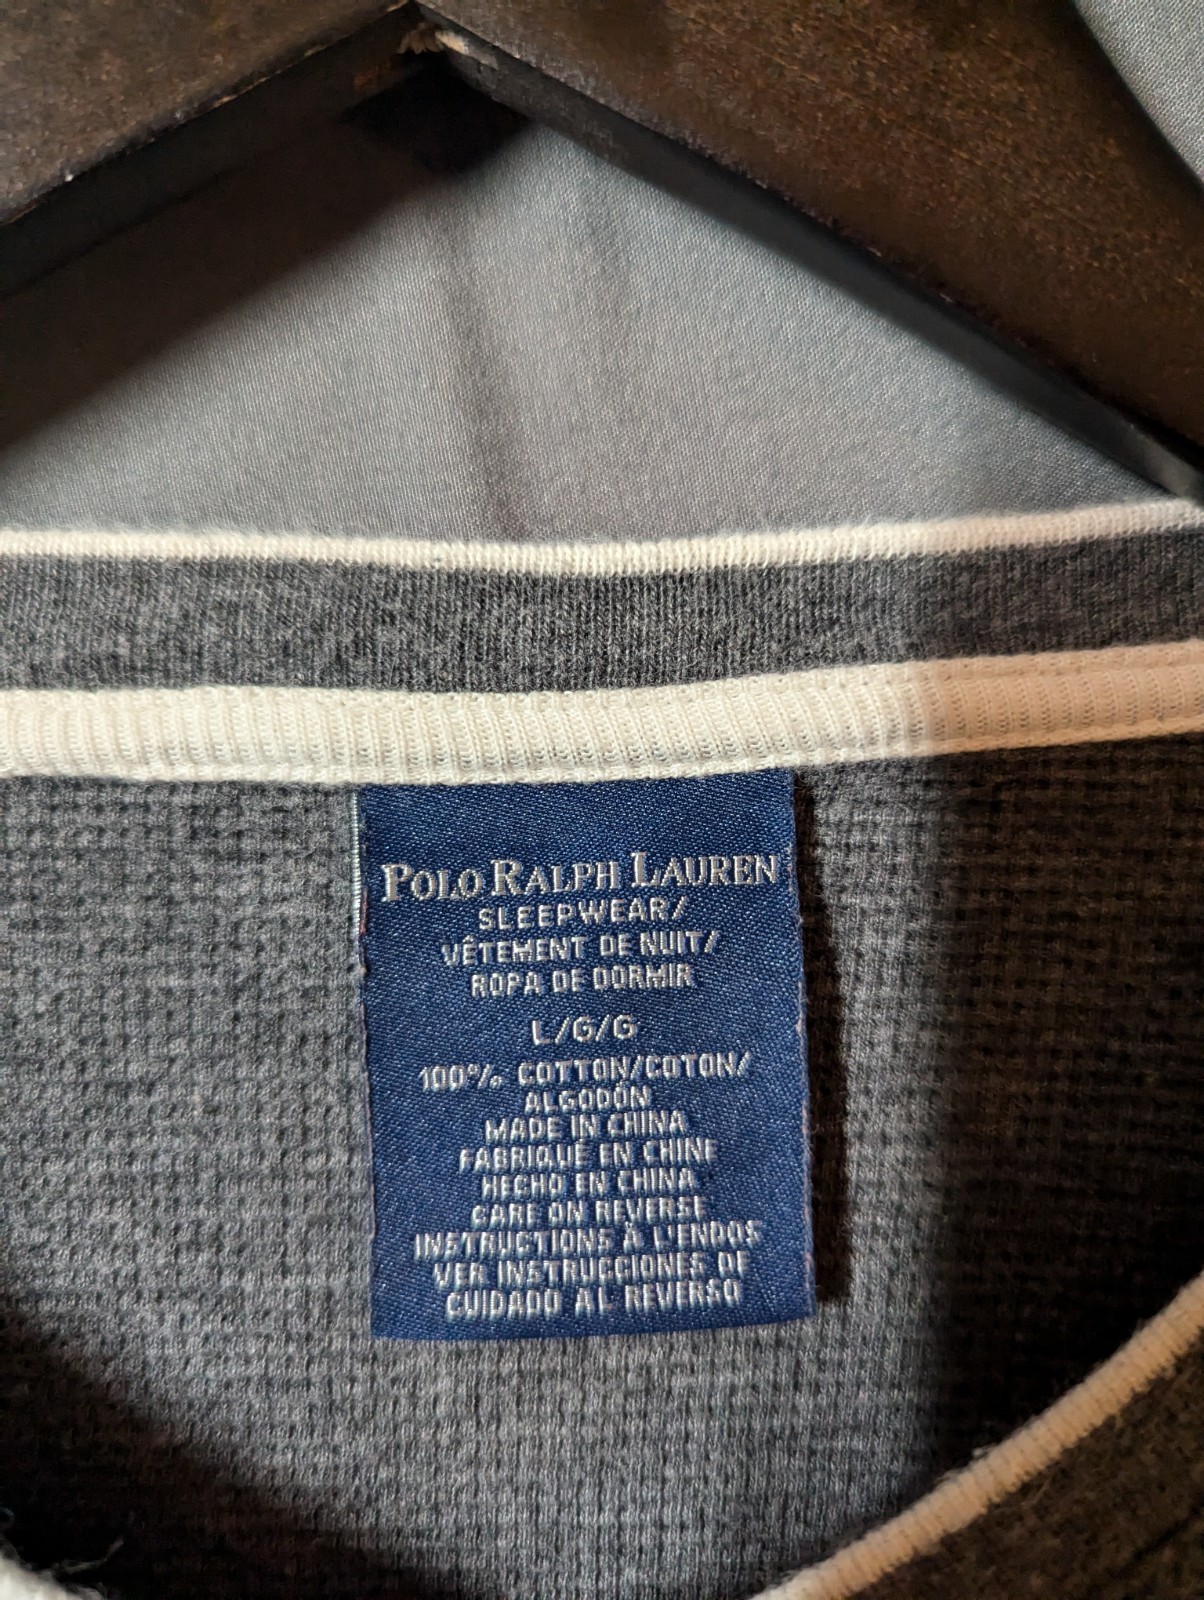 POLO RALPH LAUREN
SLEEPWEAR/
VÊTEMENT DE NUIT/
ROPA DE DORMIR
L/G/G
100% COTTON/COTON/
ALGODÓN
MADE IN CHINA
FABRIQUÉ EN CHINE
HECHO EN CHINA
CARE ON REVERSE
INSTRUCTIONS À L'ENDOS
VER INSTRUCCIONES DE
CUIDADO AL REVERSO